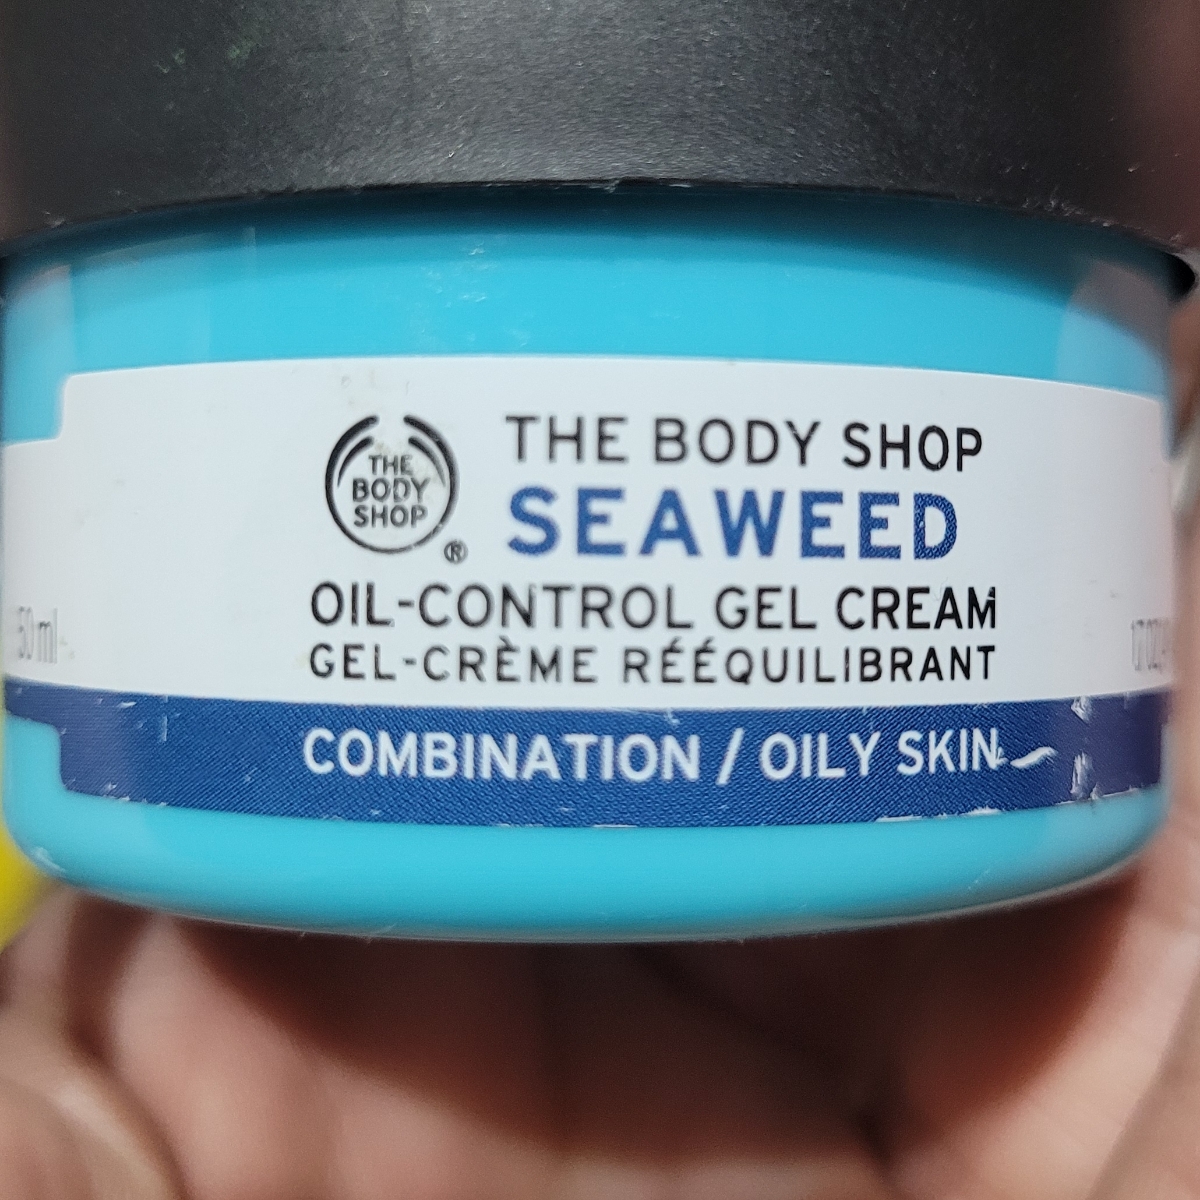 THE
BODY
SHOP
®
THE BODY SHOP
SEAWEED
OIL-CONTROL GEL CREAM
GEL-CRÈME RÉÉQUILIBRANT
50 ml
COMBINATION / OILY SKIN